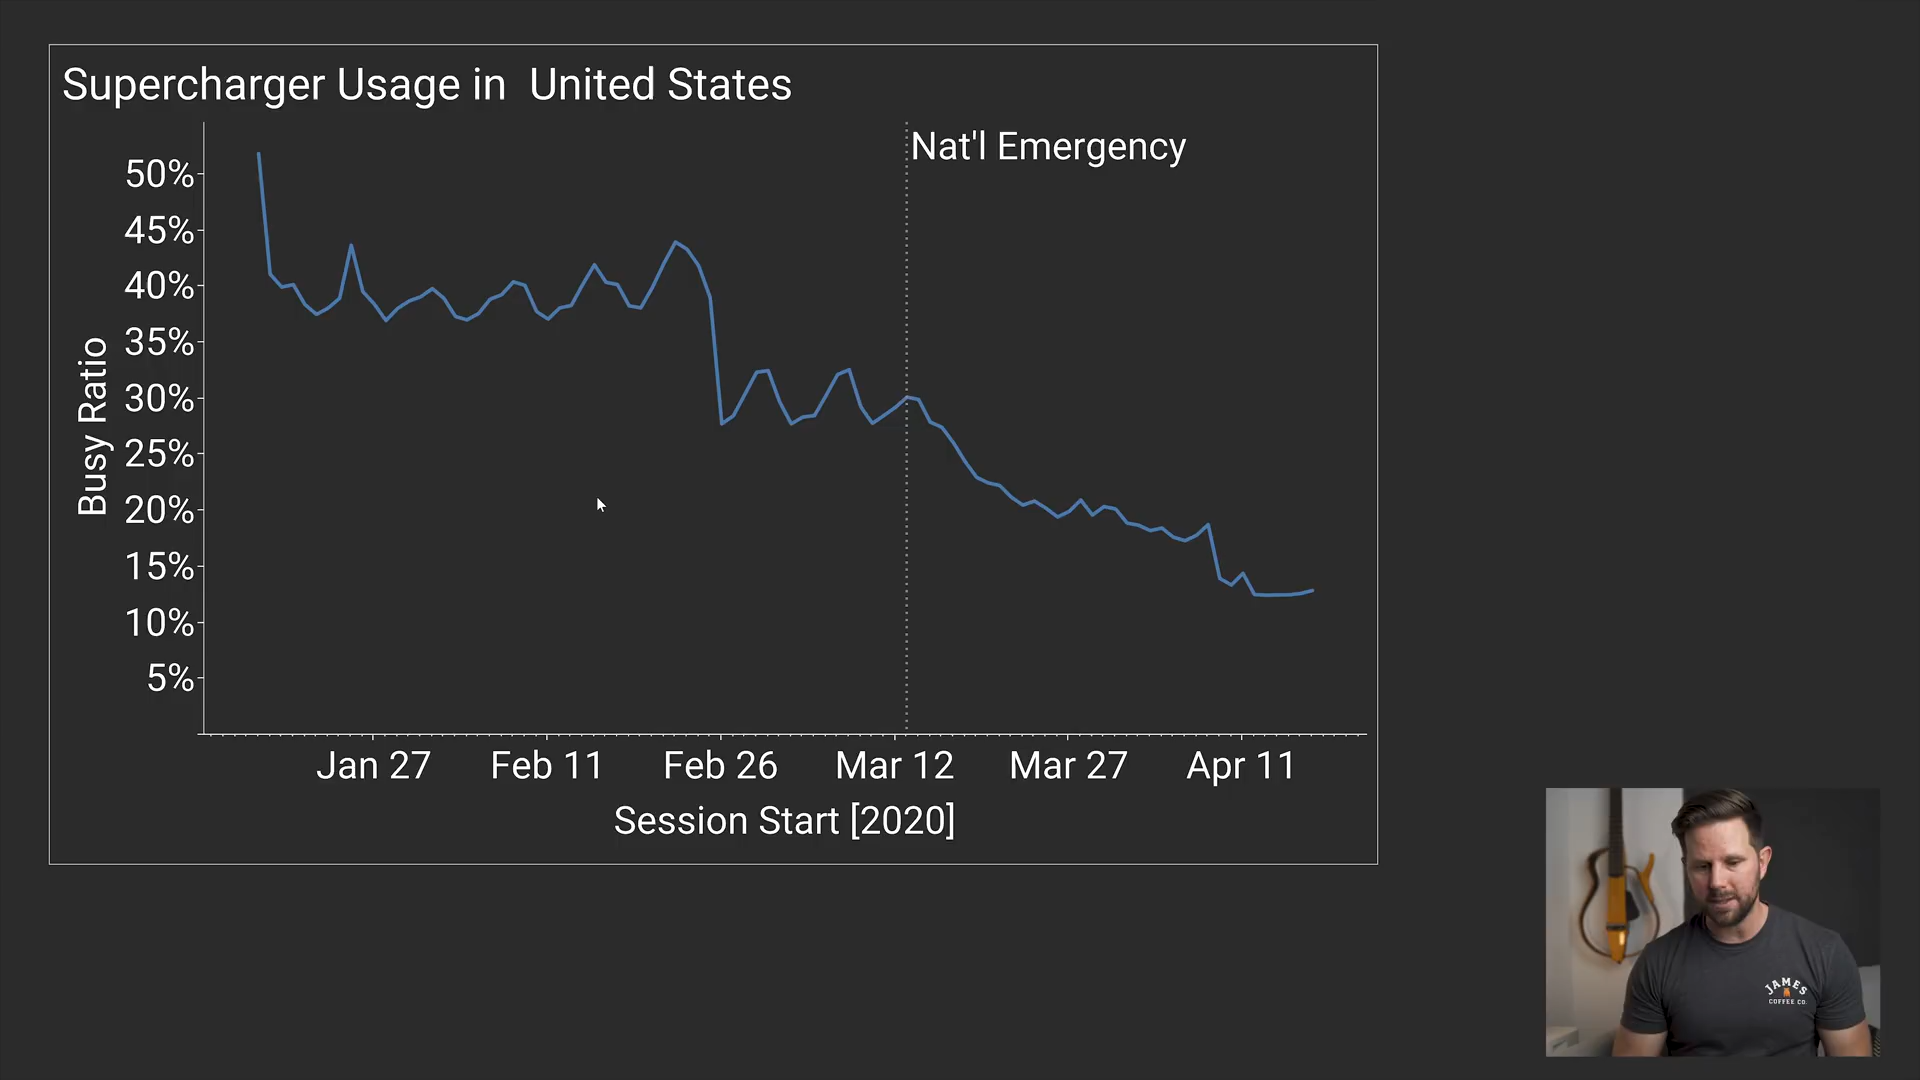 Supercharger Usage in  United States
Nat'l Emergency
50%
45%
40%
35%
30%
25%
20%
15%
10%
5%
Busy Ratio
Jan 27 Feb 11 Feb 26 Mar 12 Mar 27 Apr 11
Session Start [2020]
JAMES
COFFEE CO.